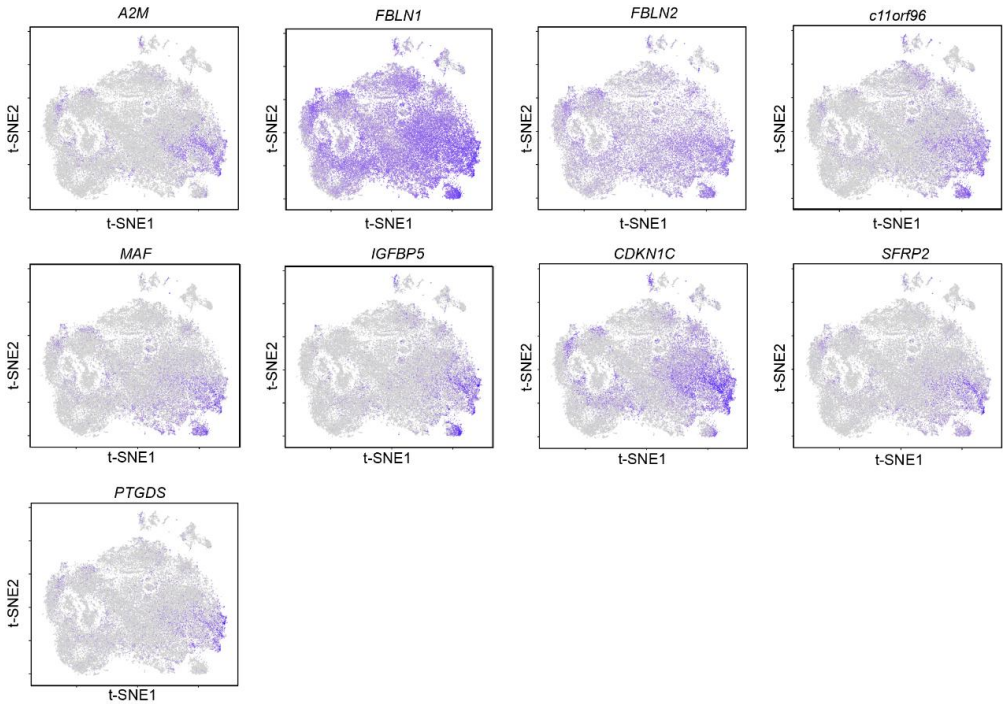 A2M
FBLN1
FBLN2
c11orf96
t-SNE2
t-SNE2
t-SNE2
t-SNE2
t-SNE1
t-SNE1
t-SNE1
t-SNE1
MAF
IGFBP5
CDKN1C
SFRP2
t-SNE2
t-SNE2
t-SNE2
t-SNE2
t-SNE1
t-SNE1
t-SNE1
t-SNE1
PTGDS
t-SNE2
t-SNE1